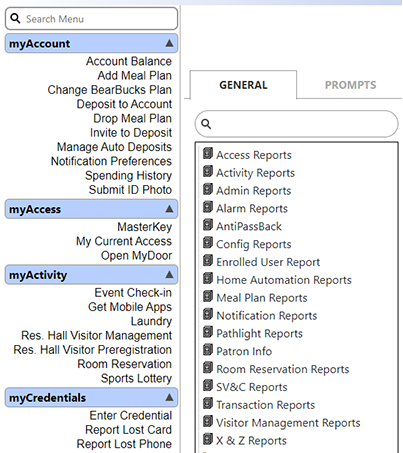 Search Menu
myAccount
Account Balance
Add Meal Plan
Change BearBucks Plan
Deposit to Account
Drop Meal Plan
Invite to Deposit
Manage Auto Deposits
Notification Preferences
Spending History
Submit ID Photo
myAccess
MasterKey
My Current Access
Open MyDoor
myActivity
Event Check-in
Get Mobile Apps
Laundry
Res. Hall Visitor Management
Res. Hall Visitor Preregistration
Room Reservation
Sports Lottery
myCredentials
Enter Credential
Report Lost Card
Report Lost Phone
GENERAL
PROMPTS
Access Reports
Activity Reports
Admin Reports
Alarm Reports
AntiPassBack
Config Reports
Enrolled User Report
Home Automation Reports
Meal Plan Reports
Notification Reports
Pathlight Reports
Patron Info
Room Reservation Reports
SV&C Reports
Transaction Reports
Visitor Management Reports
X & Z Reports